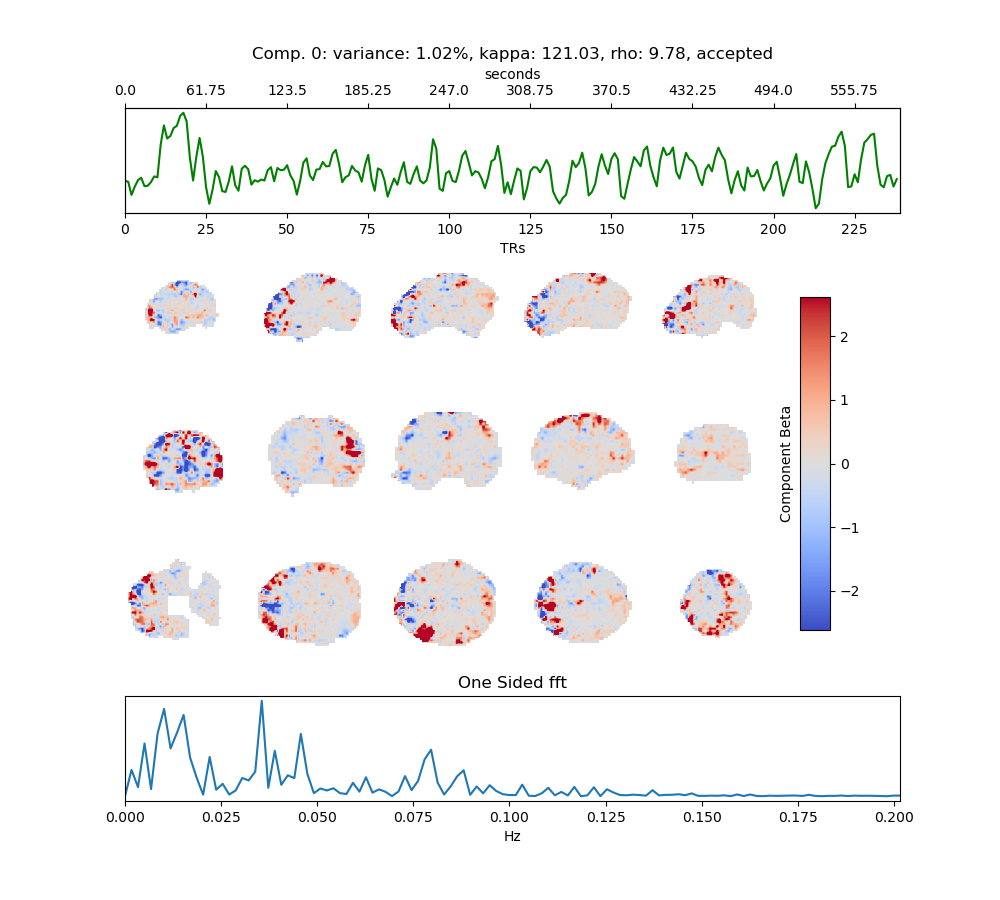 Comp. 0: variance: 1.02%, kappa: 121.03, rho: 9.78, accepted
seconds
0.0 61.75 123.5 185.25 247.0 308.75 370.5 432.25 494.0 555.75
0 25 50 75 100 125 150 175 200 225
TRs
2
1
0
−1
−2
Component Beta
One Sided fft
0.000 0.025 0.050 0.075 0.100 0.125 0.150 0.175 0.200
Hz